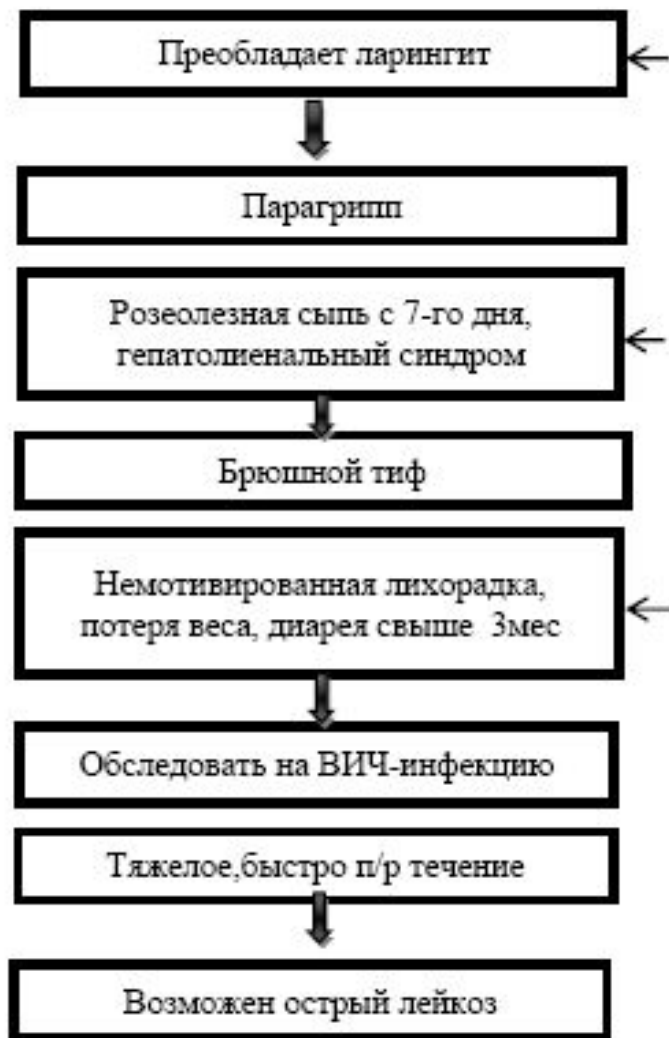 Преобладает ларингит
Парагрипп
Розеолезная сыпь с 7-го дня,
гепатолиенальный синдром
Брюшной тиф
Немотивированная лихорадка,
потеря веса, диарея свыше 3мес
Обследовать на ВИЧ-инфекцию
Тяжелое,быстро п/р течение
Возможен острый лейкоз